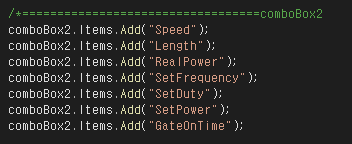 /*==================================comboBox2
comboBox2.Items.Add("Speed");
comboBox2.Items.Add("Length");
comboBox2.Items.Add("RealPower");
comboBox2.Items.Add("SetFrequency");
comboBox2.Items.Add("SetDuty");
comboBox2.Items.Add("SetPower");
comboBox2.Items.Add("GateOnTime");